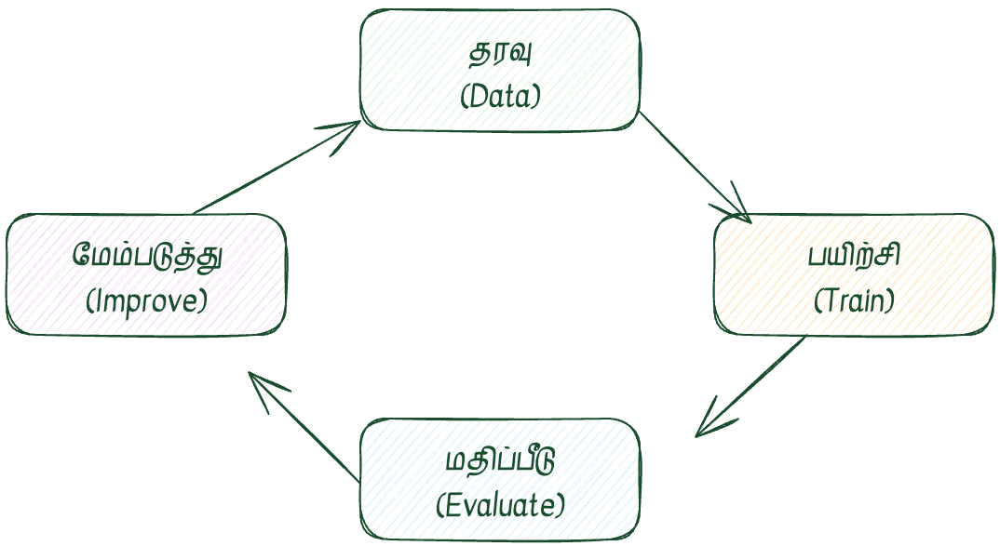 தரவு
(Data)
பயிற்சி
(Train)
மதிப்பீடு
(Evaluate)
மேம்படுத்து
(Improve)